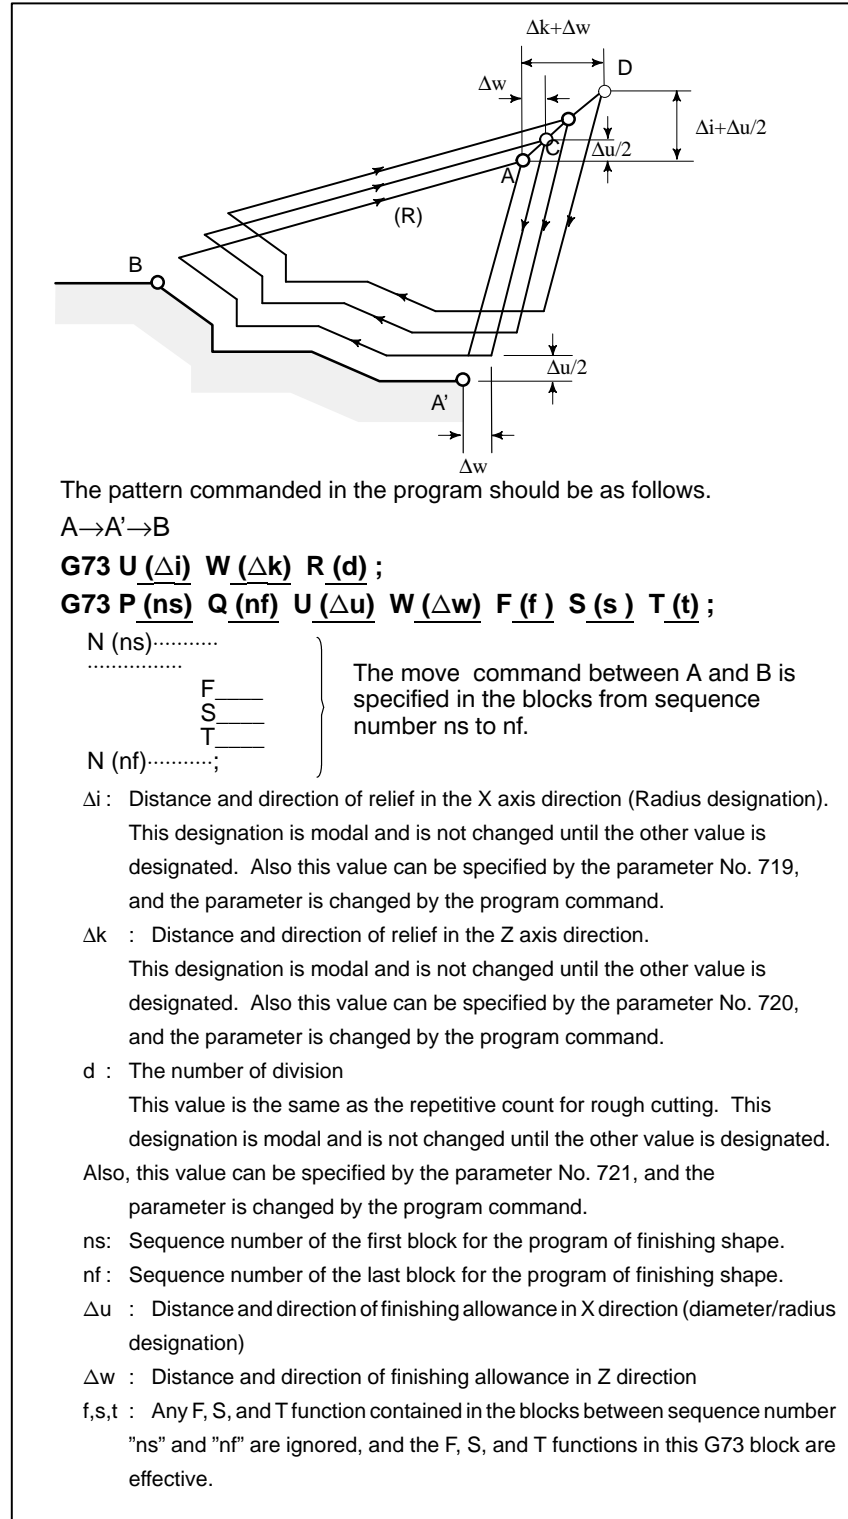 Δk+Δw
D
Δw
Δi+Δu/2
C
Δu/2
A
(R)
B
Δu/2
A'
Δw
The pattern commanded in the program should be as follows.
A→A'→B
G73 U (Δi) W (Δk) R (d) ;
G73 P (ns) Q (nf) U (Δu) W (Δw) F (f ) S (s ) T (t) ;
N (ns)···········
················
F____
S____
T____
N (nf)···········;
The move command between A and B is
specified in the blocks from sequence
number ns to nf.
Δi : Distance and direction of relief in the X axis direction (Radius designation).
This designation is modal and is not changed until the other value is
designated. Also this value can be specified by the parameter No. 719,
and the parameter is changed by the program command.
Δk : Distance and direction of relief in the Z axis direction.
This designation is modal and is not changed until the other value is
designated. Also this value can be specified by the parameter No. 720,
and the parameter is changed by the program command.
d : The number of division
This value is the same as the repetitive count for rough cutting. This
designation is modal and is not changed until the other value is designated.
Also, this value can be specified by the parameter No. 721, and the
parameter is changed by the program command.
ns: Sequence number of the first block for the program of finishing shape.
nf : Sequence number of the last block for the program of finishing shape.
Δu : Distance and direction of finishing allowance in X direction (diameter/radius
designation)
Δw : Distance and direction of finishing allowance in Z direction
f,s,t : Any F, S, and T function contained in the blocks between sequence number
”ns” and ”nf” are ignored, and the F, S, and T functions in this G73 block are
effective.